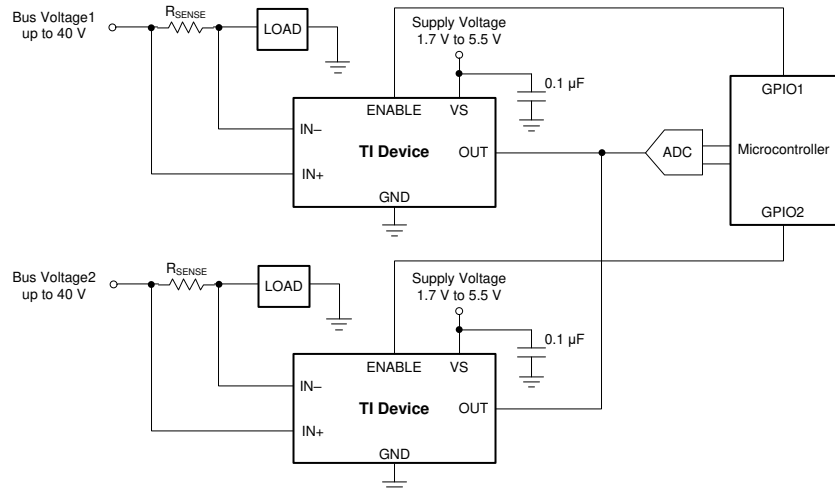 Bus Voltage1
up to 40 V
RSENSE
LOAD
Supply Voltage
1.7 V to 5.5 V
0.1 µF
ENABLE
VS
IN–
TI Device
OUT
IN+
GND
ADC
GPIO1
Microcontroller
GPIO2
Bus Voltage2
up to 40 V
RSENSE
LOAD
Supply Voltage
1.7 V to 5.5 V
0.1 µF
ENABLE
VS
IN–
TI Device
OUT
IN+
GND